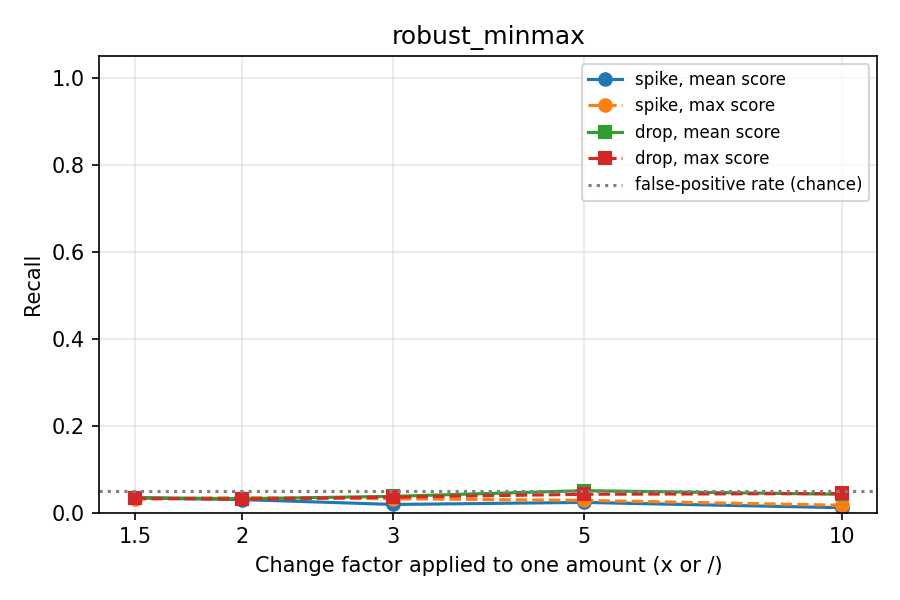 robust_minmax
spike, mean score
spike, max score
drop, mean score
drop, max score
false-positive rate (chance)
Recall
1.0
0.8
0.6
0.4
0.2
0.0
1.5 2 3 5 10
Change factor applied to one amount (x or /)